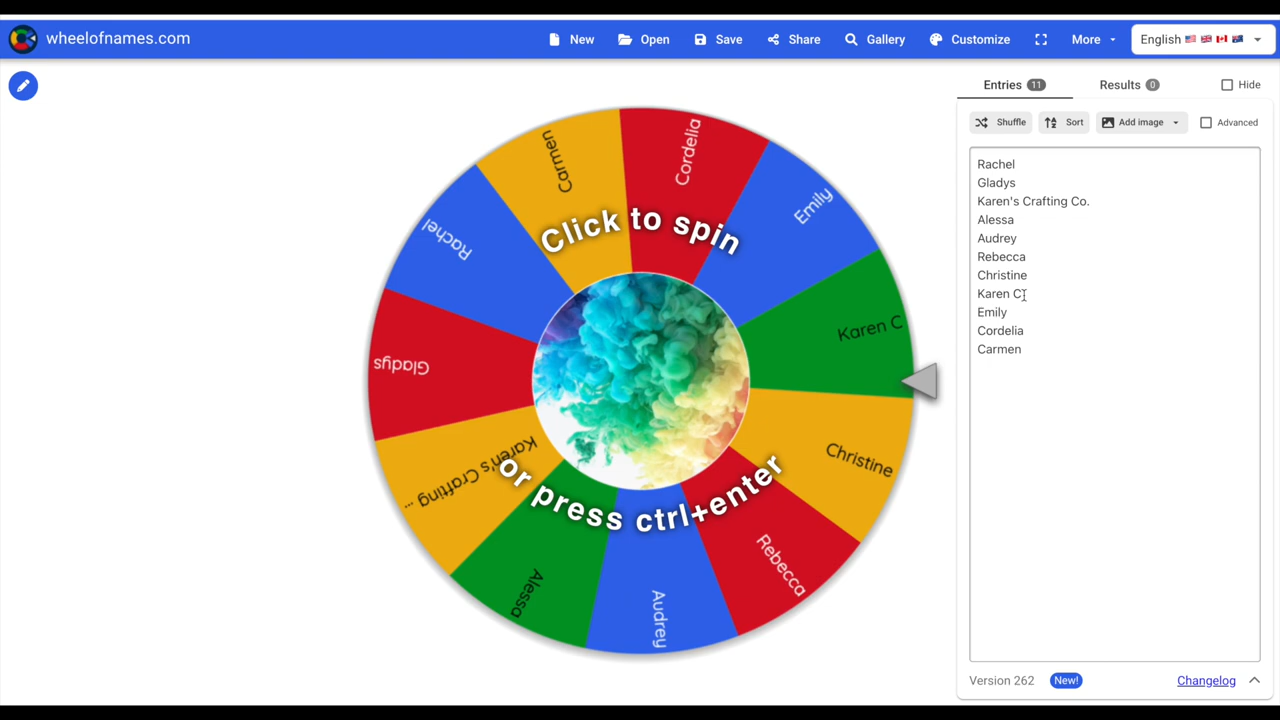 wheelofnames.com
New
Open
Save
Share
Gallery
Customize
More
English
Entries 11
Results 0
Hide
Shuffle
Sort
Add image
Advanced
Rachel
Gladys
Karen's Crafting Co.
Alessa
Audrey
Rebecca
Christine
Karen C
Emily
Cordelia
Carmen
Click to spin
or press ctrl+enter
Cordelia
Emily
Karen C
Christine
Rebecca
Audrey
Alessa
Karen's Crafting ...
Gladys
Rachel
Carmen
Version 262
New!
Changelog